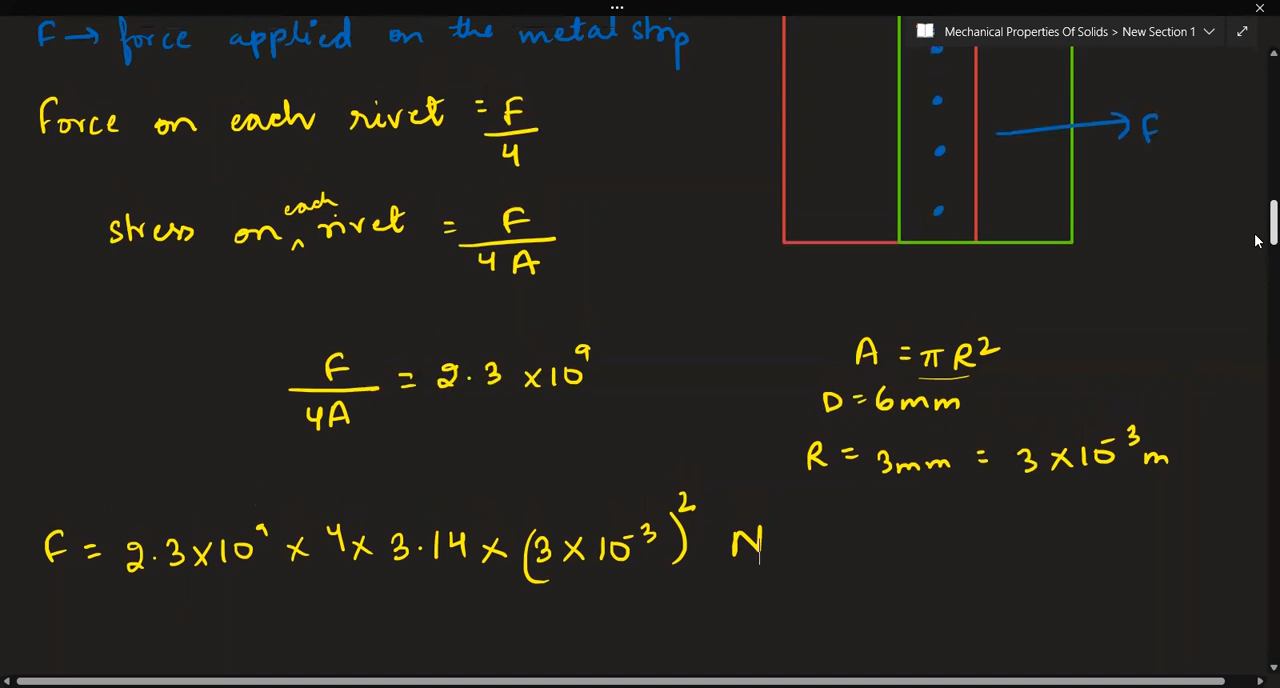 F → force applied on the metal strip
Mechanical Properties Of Solids > New Section 1
Force on each rivet = F/4
F
stress on each rivet = F/4A
F/4A = 2.3 × 10⁹
A = πR²
D = 6mm
R = 3mm = 3 × 10⁻³ m
F = 2.3×10⁹ × 4 × 3.14 × (3 × 10⁻³)² N